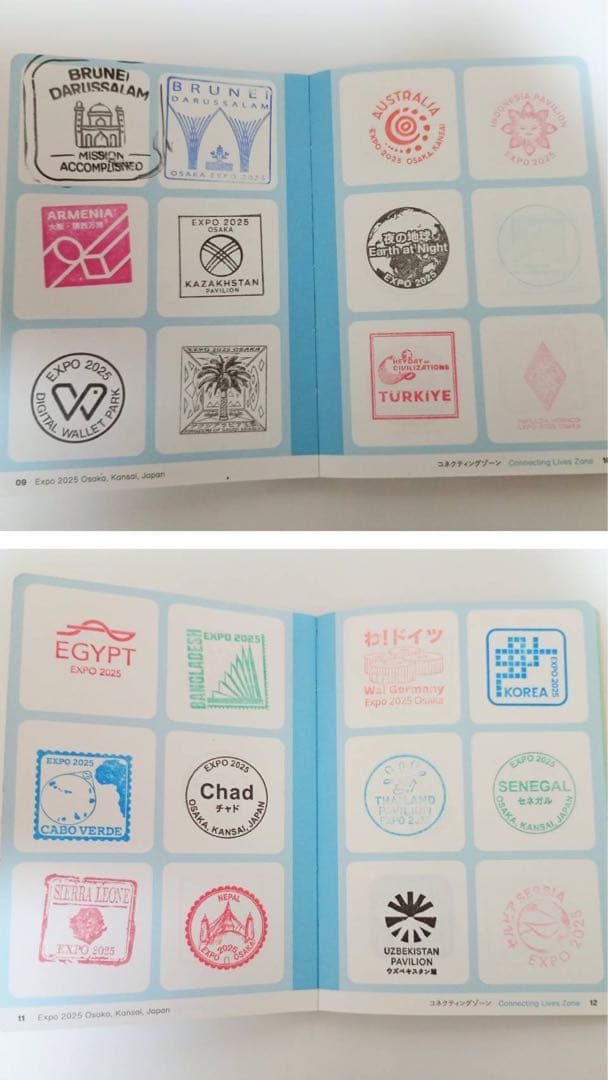 BRUNEI
DARUSSALAM
MISSION
ACCOMPLISHED
BRUNEI
DARUSSALAM
OSAKA EXPO 2025
ARMENIA
大阪・関西万博
EXPO 2025
OSAKA
KAZAKHSTAN
PAVILION
EXPO 2025
DIGITAL WALLET PARK
EXPO 2025 OSAKA
09 Expo 2025 Osaka, Kansai, Japan
AUSTRALIA
EXPO 2025 OSAKA, KANSAI
INDONESIA PAVILION
EXPO 2025
夜の地球
Earth at Night
EXPO 2025
HEYDAY OF
CIVILIZATIONS
TÜRKİYE
コネクティングゾーン Connecting Lives Zone
EGYPT
EXPO 2025
BANGLADESH
EXPO 2025
EXPO 2025
CABO VERDE
Chad
チャド
EXPO 2025
OSAKA, KANSAI, JAPAN
SIERRA LEONE
EXPO 2025
NEPAL
2025
EXPO OSAKA
11 Expo 2025 Osaka, Kansai, Japan
わ!ドイツ
Wa! Germany
Expo 2025 Osaka
KOREA
EXPO 2025
THAILAND
PAVILION
EXPO 2025
EXPO 2025
SENEGAL
セネガル
OSAKA, KANSAI, JAPAN
UZBEKISTAN
PAVILION
ウズベキスタン館
セルビア SERBIA
EXPO 2025
コネクティングゾーン Connecting Lives Zone 12